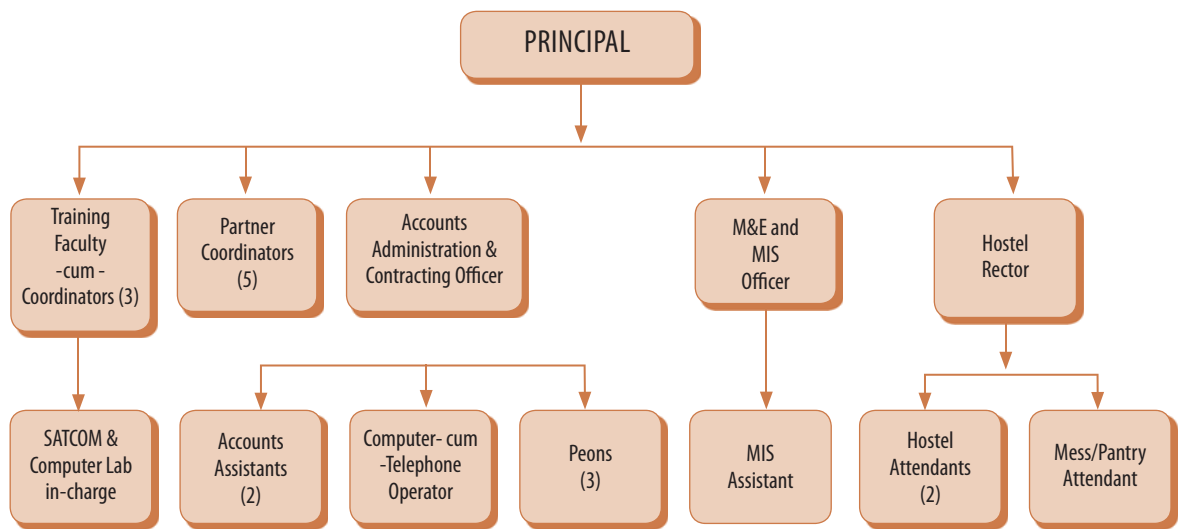 PRINCIPAL
Training
Faculty
-cum -
Coordinators (3)
Partner
Coordinators
(5)
Accounts
Administration &
Contracting Officer
M&E and
MIS
Officer
Hostel
Rector
SATCOM &
Computer Lab
in-charge
Accounts
Assistants
(2)
Computer- cum
-Telephone
Operator
Peons
(3)
MIS
Assistant
Hostel
Attendants
(2)
Mess/Pantry
Attendant